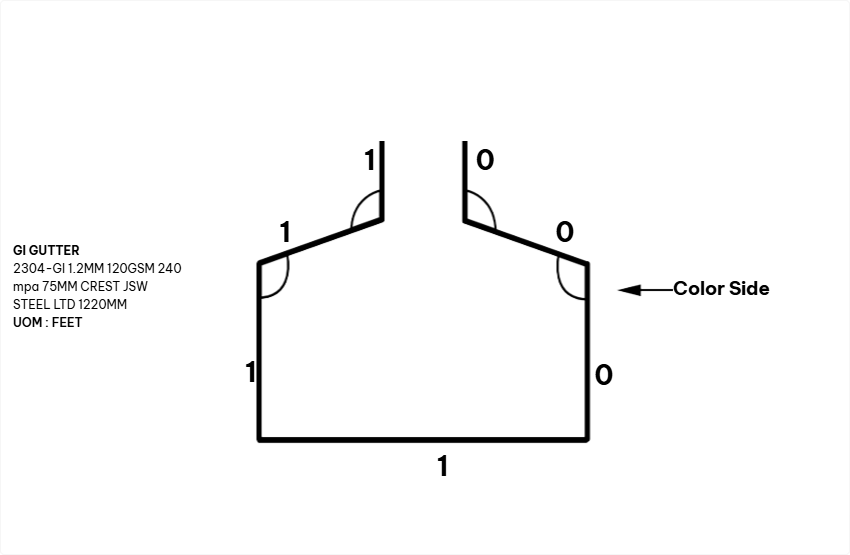 1
0
1
0
GI GUTTER
2304-GI 1.2MM 120GSM 240
mpa 75MM CREST JSW
STEEL LTD 1220MM
UOM : FEET
Color Side
1
0
1